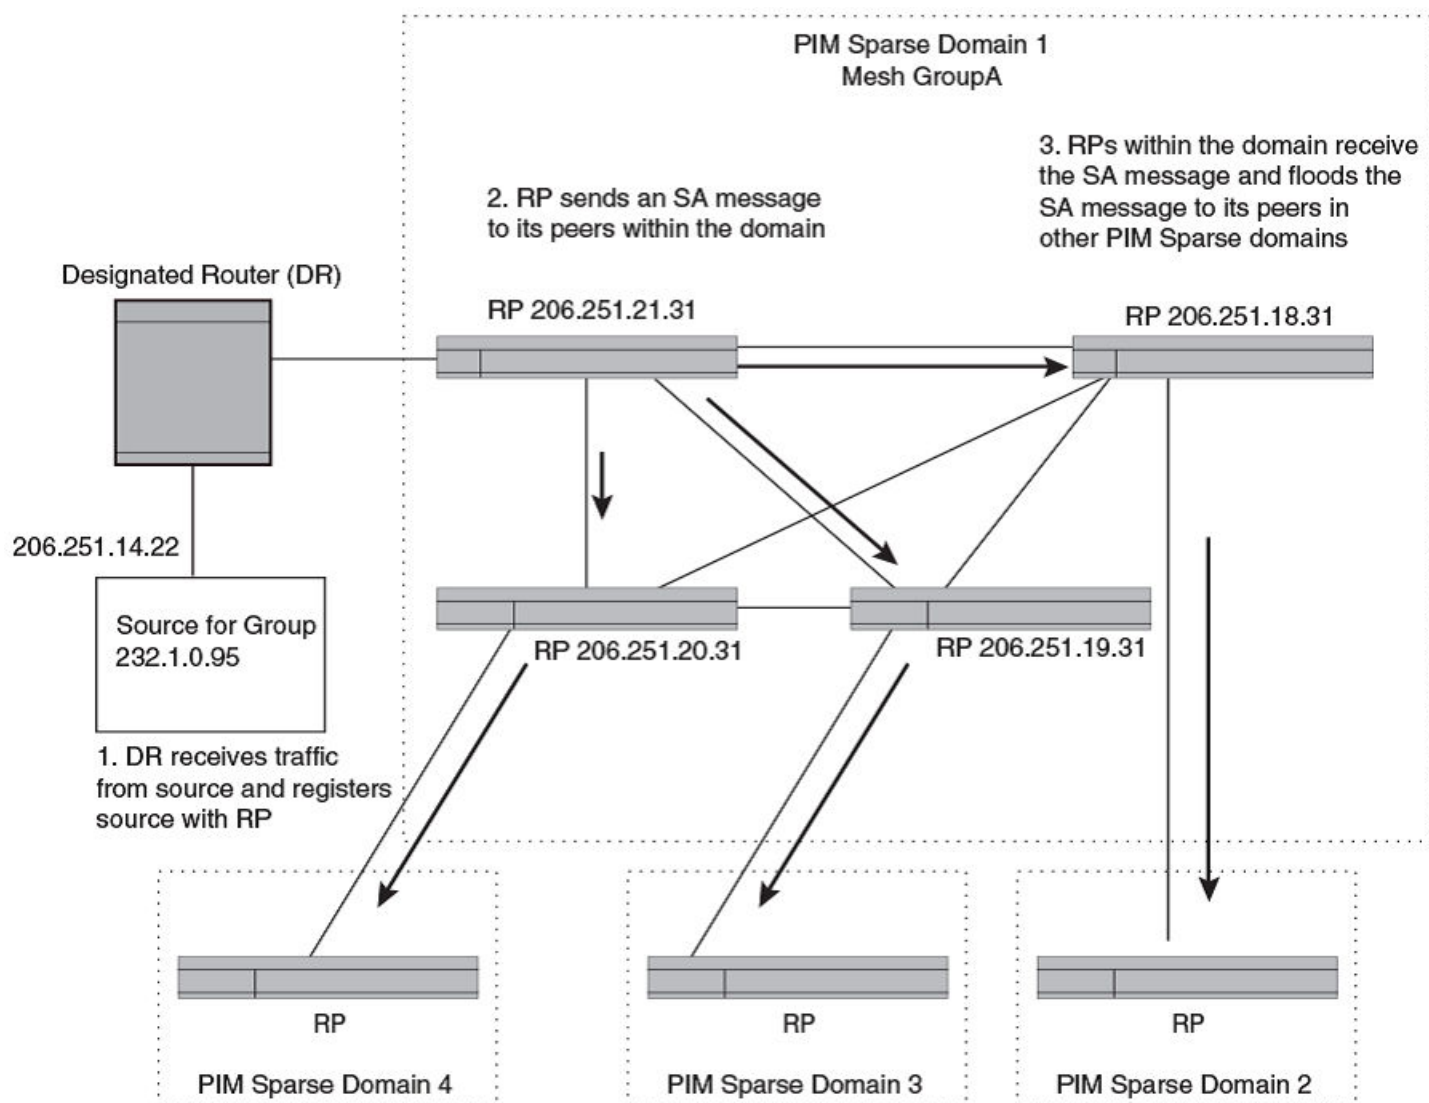 PIM Sparse Domain 1
Mesh GroupA
3. RPs within the domain receive
the SA message and floods the
SA message to its peers in
other PIM Sparse domains
2. RP sends an SA message
to its peers within the domain
Designated Router (DR)
RP 206.251.21.31
RP 206.251.18.31
206.251.14.22
Source for Group
232.1.0.95
RP 206.251.20.31
RP 206.251.19.31
1. DR receives traffic
from source and registers
source with RP
RP
RP
RP
PIM Sparse Domain 4
PIM Sparse Domain 3
PIM Sparse Domain 2